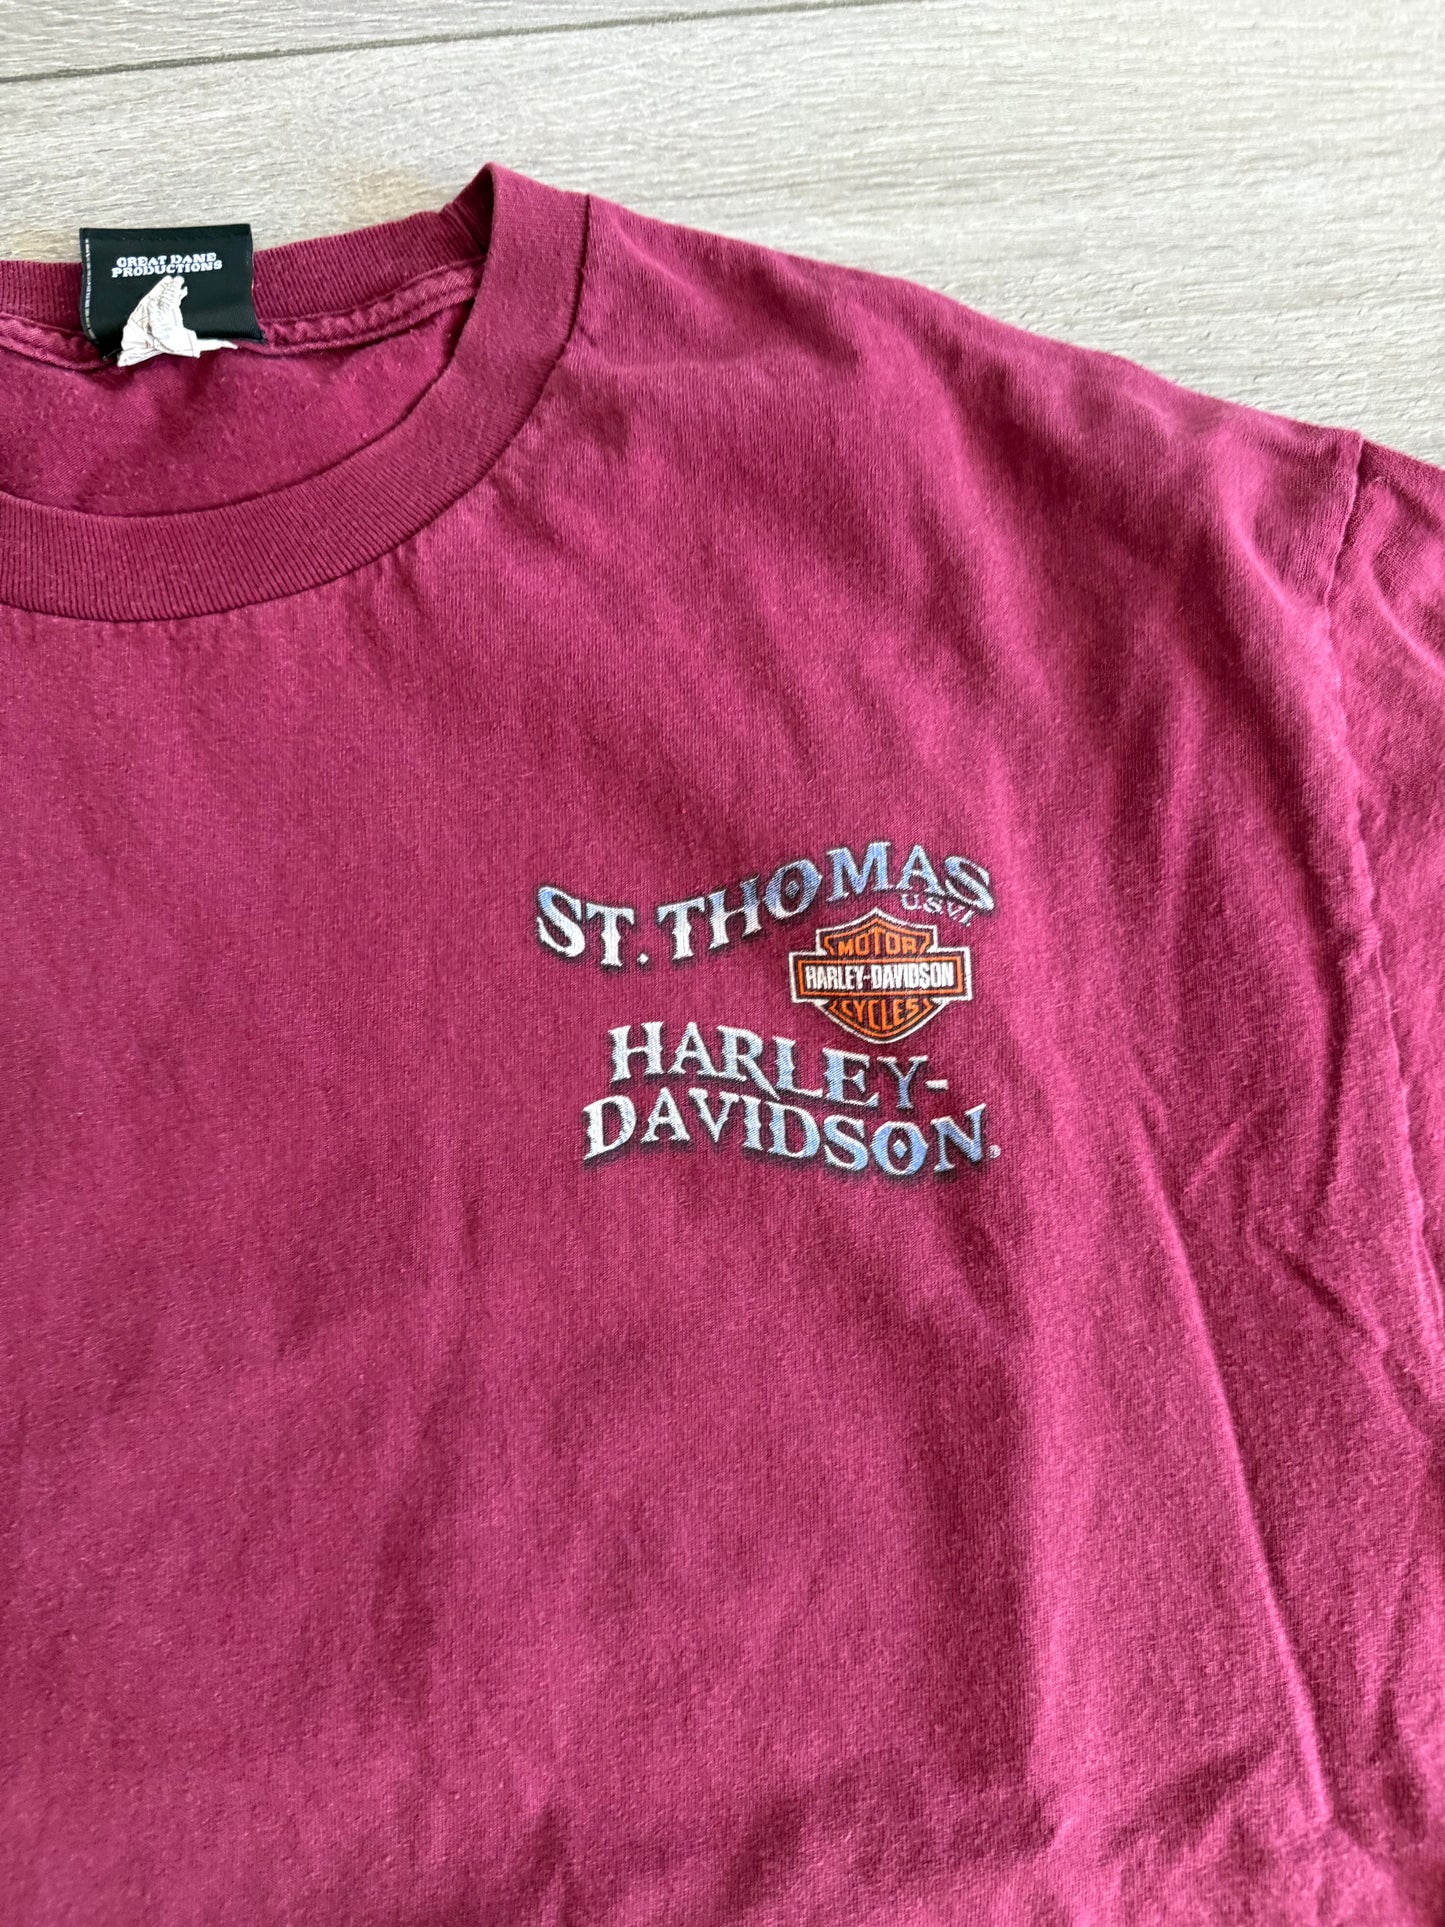 GREAT DANE
PRODUCTIONS
ST. THOMAS
U.S.V.I.
MOTOR
HARLEY-DAVIDSON
CYCLES
HARLEY-
DAVIDSON®